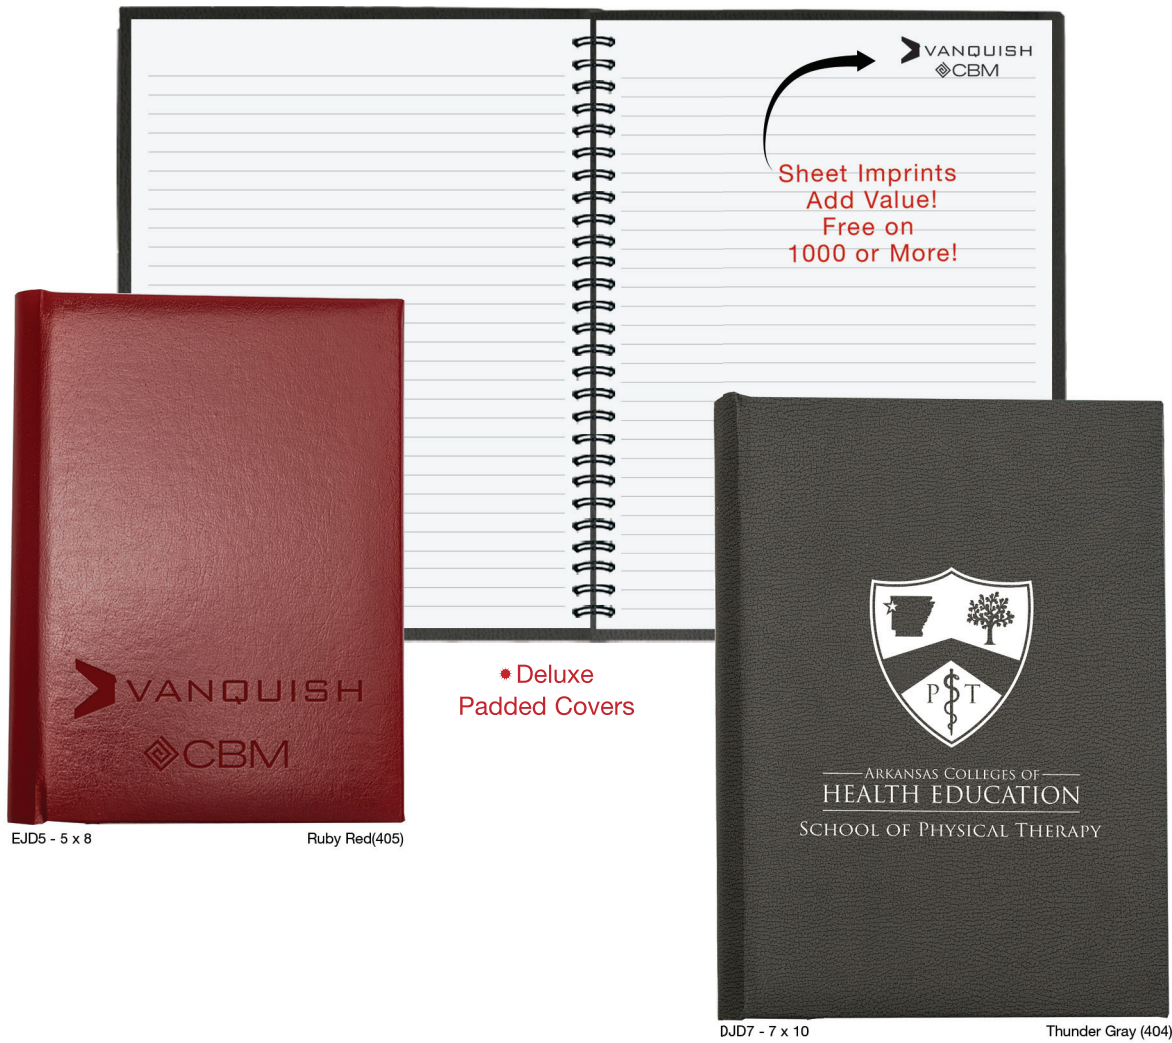 VANQUISH
CBM
Sheet Imprints
Add Value!
Free on
1000 or More!
VANQUISH
CBM
EJD5 - 5 x 8
Ruby Red(405)
Deluxe
Padded Covers
P T
ARKANSAS COLLEGES OF
HEALTH EDUCATION
SCHOOL OF PHYSICAL THERAPY
DJD7 - 7 x 10
Thunder Gray (404)